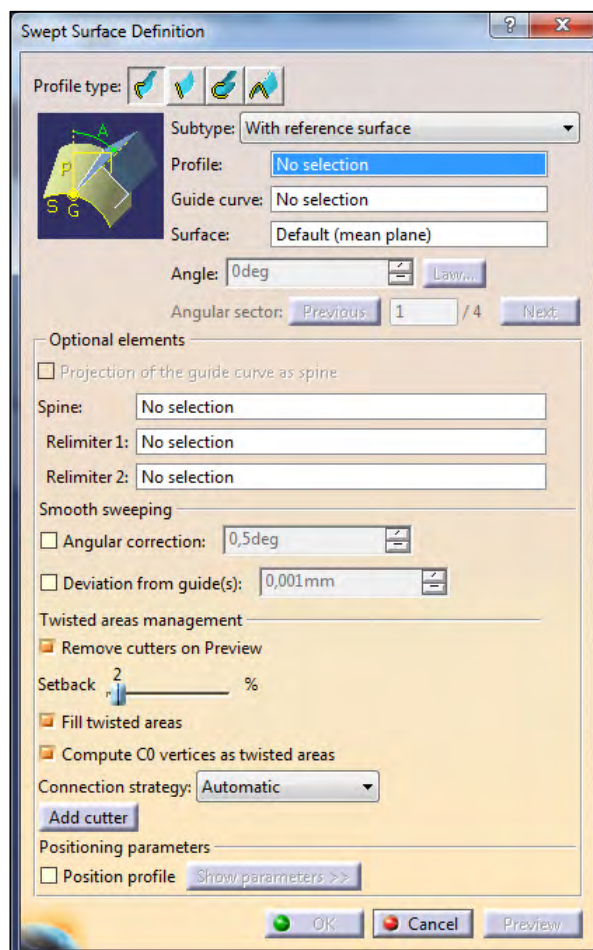 Swept Surface Definition
Profile type:
Subtype: With reference surface
Profile: No selection
Guide curve: No selection
Surface: Default (mean plane)
Angle: 0deg Law...
Angular sector: Previous 1 / 4 Next
Optional elements
Projection of the guide curve as spine
Spine: No selection
Relimiter 1: No selection
Relimiter 2: No selection
Smooth sweeping
Angular correction: 0,5deg
Deviation from guide(s): 0,001mm
Twisted areas management
Remove cutters on Preview
2
Setback %
Fill twisted areas
Compute C0 vertices as twisted areas
Connection strategy: Automatic
Add cutter
Positioning parameters
Position profile Show parameters >>
OK Cancel Preview
A
P
S G